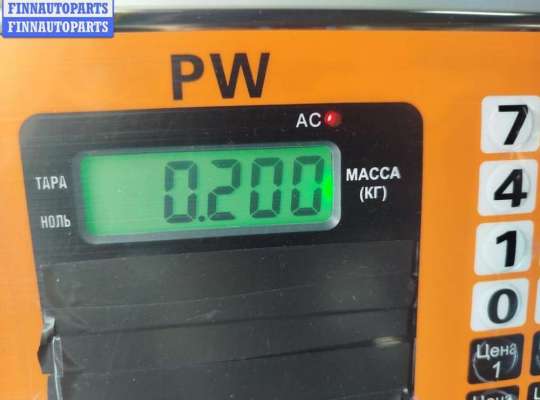 FINNAUTOPARTS
FINNAUTOPARTS
PW
AC
ТАРА
НОЛЬ
0.200
МАССА
(КГ)
7
4
1
0
Цена
1